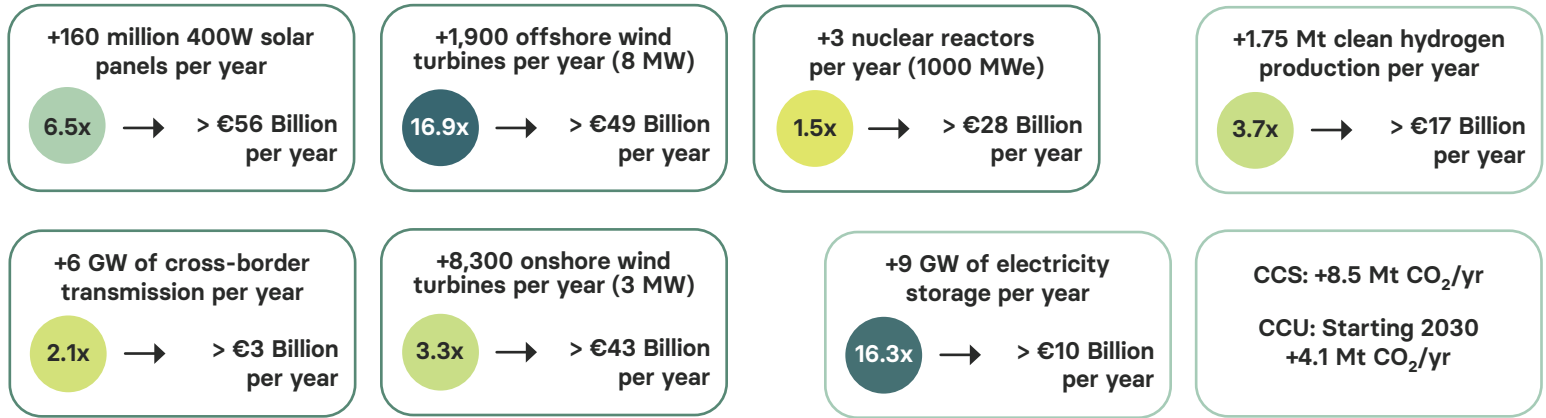 +160 million 400W solar
panels per year
6.5x
> €56 Billion
per year
+1,900 offshore wind
turbines per year (8 MW)
16.9x
> €49 Billion
per year
+3 nuclear reactors
per year (1000 MWe)
1.5x
> €28 Billion
per year
+1.75 Mt clean hydrogen
production per year
3.7x
> €17 Billion
per year
+6 GW of cross-border
transmission per year
2.1x
> €3 Billion
per year
+8,300 onshore wind
turbines per year (3 MW)
3.3x
> €43 Billion
per year
+9 GW of electricity
storage per year
16.3x
> €10 Billion
per year
CCS: +8.5 Mt CO₂/yr
CCU: Starting 2030
+4.1 Mt CO₂/yr